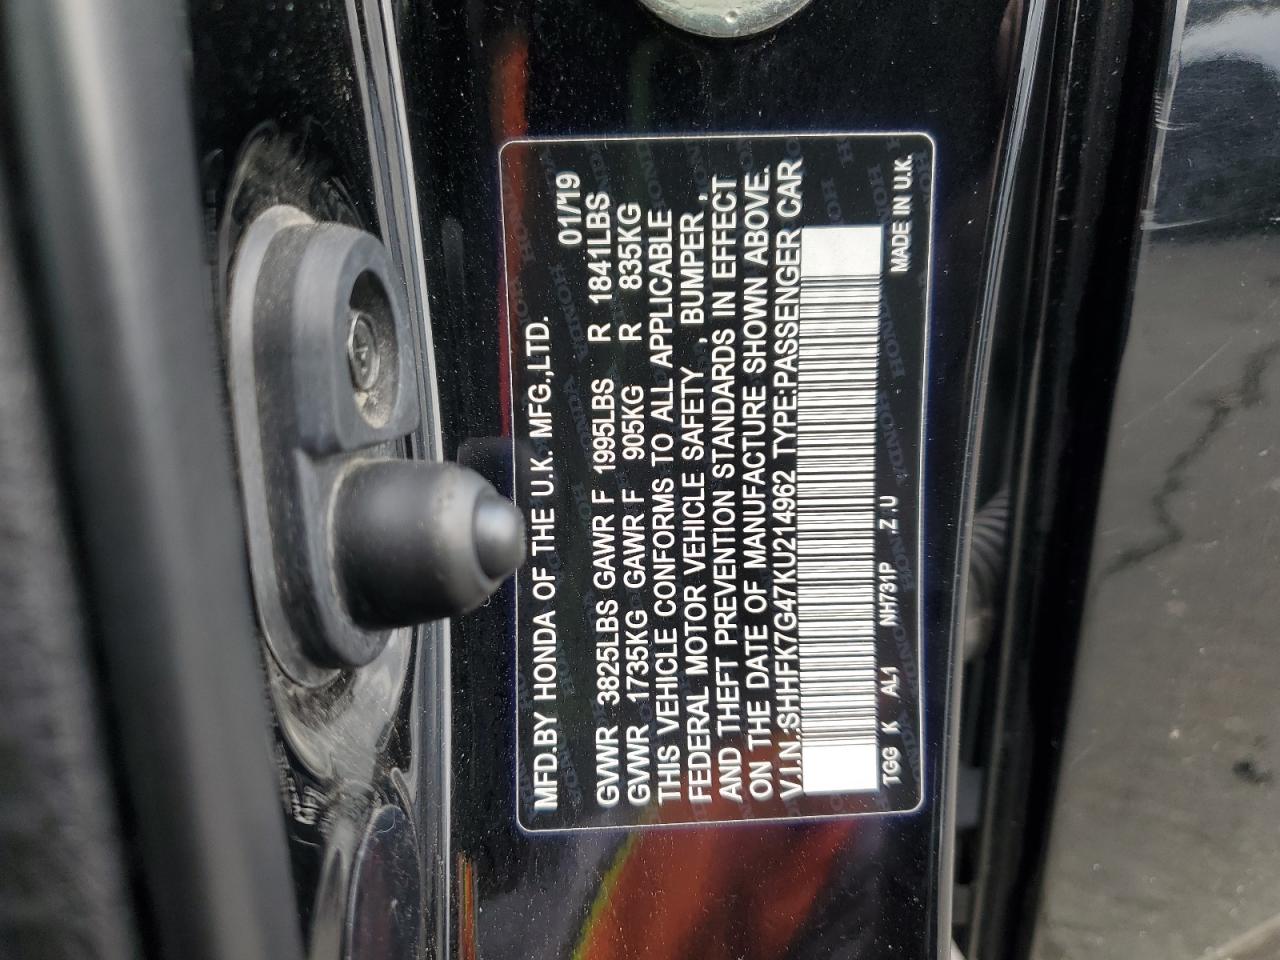 MFD.BY HONDA OF THE U.K. MFG.,LTD. 01/19
GVWR 3825LBS GAWR F 1995LBS R 1841LBS
GVWR 1735KG GAWR F 905KG R 835KG
THIS VEHICLE CONFORMS TO ALL APPLICABLE
FEDERAL MOTOR VEHICLE SAFETY , BUMPER ,
AND THEFT PREVENTION STANDARDS IN EFFECT
ON THE DATE OF MANUFACTURE SHOWN ABOVE.
V.I.N.:SHHFK7G47KU214962 TYPE:PASSENGER CAR
TGG K AL1 NH731P .Z.U MADE IN U.K.